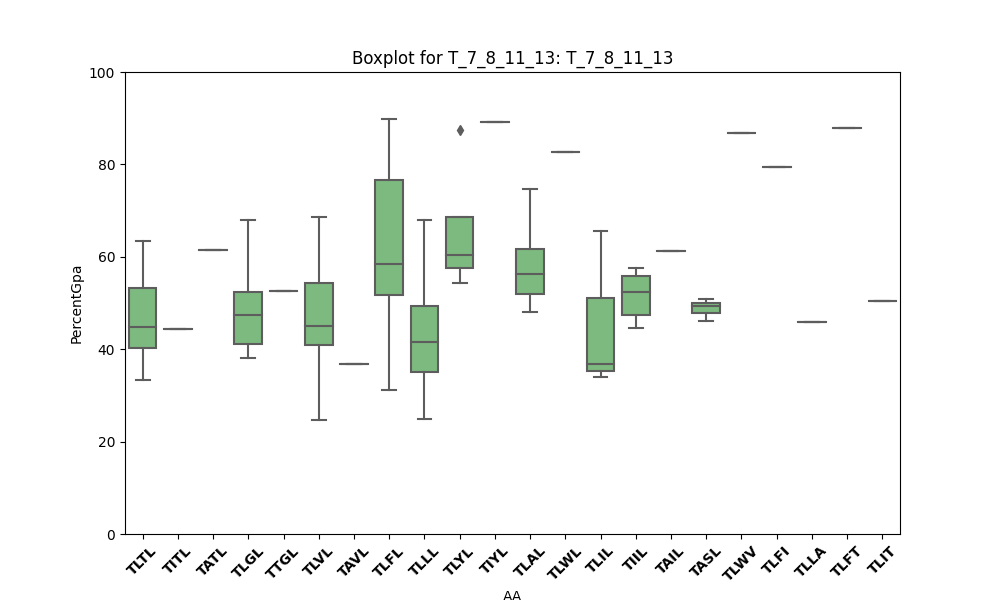 Boxplot for T_7_8_11_13: T_7_8_11_13
100
80
60
40
20
0
PercentGpa
TLTL
TITL
TATL
TLGL
TTGL
TLVL
TAVL
TLFL
TLLL
TLYL
TIYL
TLAL
TLWL
TLIL
TIIL
TAIL
TASL
TLWV
TLFI
TLLA
TLFT
TLIT
AA